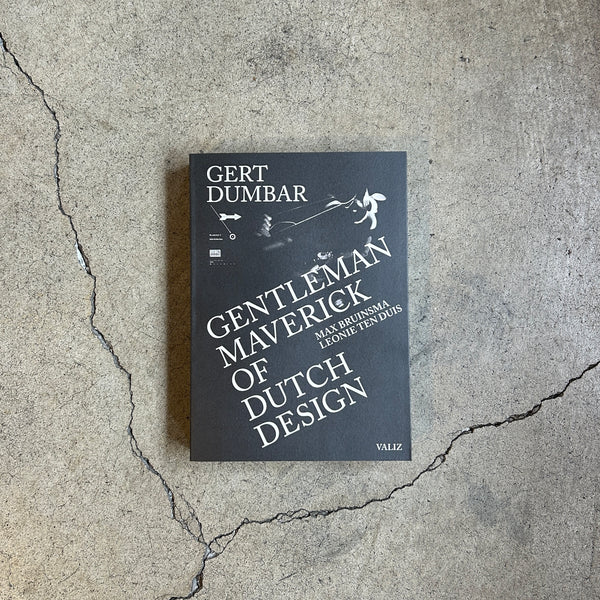 GERT
DUMBAR
GENTLEMAN
MAVERICK
OF
DUTCH
DESIGN
MAX BRUINSMA
LEONIE TEN DUIS
VALIZ